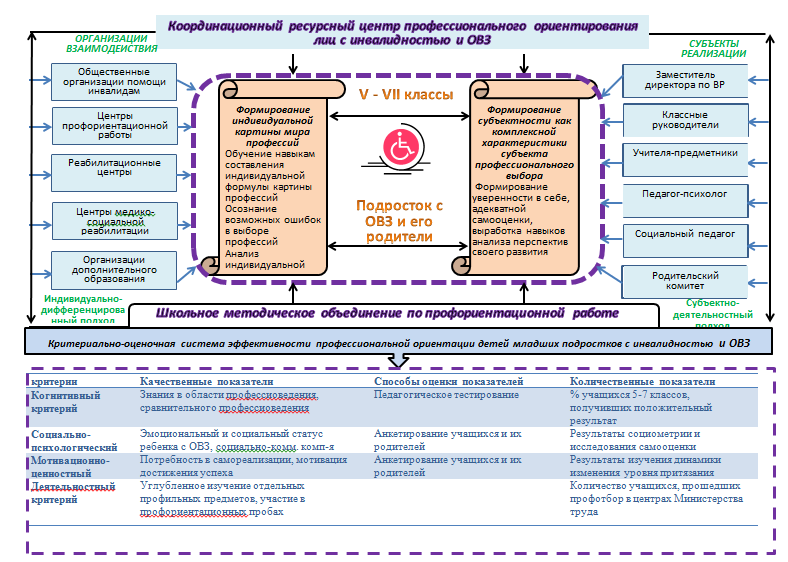 Координационный ресурсный центр профессионального ориентирования
лиц с инвалидностью и ОВЗ
ОРГАНИЗАЦИИ
ВЗАИМОДЕЙСТВИЯ
Общественные
организации помощи
инвалидам
Центры
профориентационной
работы
Реабилитационные
центры
Центры медико-
социальной
реабилитации
Организации
дополнительного
образования
Индивидуально-
дифференцирова
нный подход
Формирование
индивидуальной
картины мира
профессий
Обучение навыкам
составления
индивидуальной
формулы картины
профессий
Осознание
возможных ошибок
в выборе
профессий
Анализ
индивидуальной
V - VII классы
Подросток с
ОВЗ и его
родители
Формирование
субъектности как
комплексной
характеристики
субъекта
профессионального
выбора
Формирование
уверенности в себе,
адекватной
самооценки,
выработка навыков
анализа перспектив
своего развития
СУБЪЕКТЫ
РЕАЛИЗАЦИИ
Заместитель
директора по ВР
Классные
руководители
Учителя-предметники
Педагог-психолог
Социальный педагог
Родительский
комитет
Субъектно-
деятельностный
подход
Школьное методическое объединение по профориентационной работе
Критериально-оценочная система эффективности профессиональной ориентации детей младших подростков с инвалидностью и ОВЗ
критерии Качественные показатели Способы оценки показателей Количественные показатели
Когнитивный Знания в области профессиоведения, Педагогическое тестирование % учащихся 5-7 классов,
критерий сравнительного профессиоведения получивших положительный
результат
Социально- Эмоциональный и социальный статус Анкетирование учащихся и их Результаты социометрии и
психологический ребенка с ОВЗ, социально-комм. комп-я родителей исследования самооценки
Мотивационно- Потребность в самореализации, мотивация Анкетирование учащихся и их Результаты изучения динамики
ценностный достижения успеха родителей изменения уровня притязания
Деятельностный Углубленное изучение отдельных Количество учащихся, прошедших
критерий профильных предметов, участие в профотбор в центрах Министерства
профориентационных пробах труда